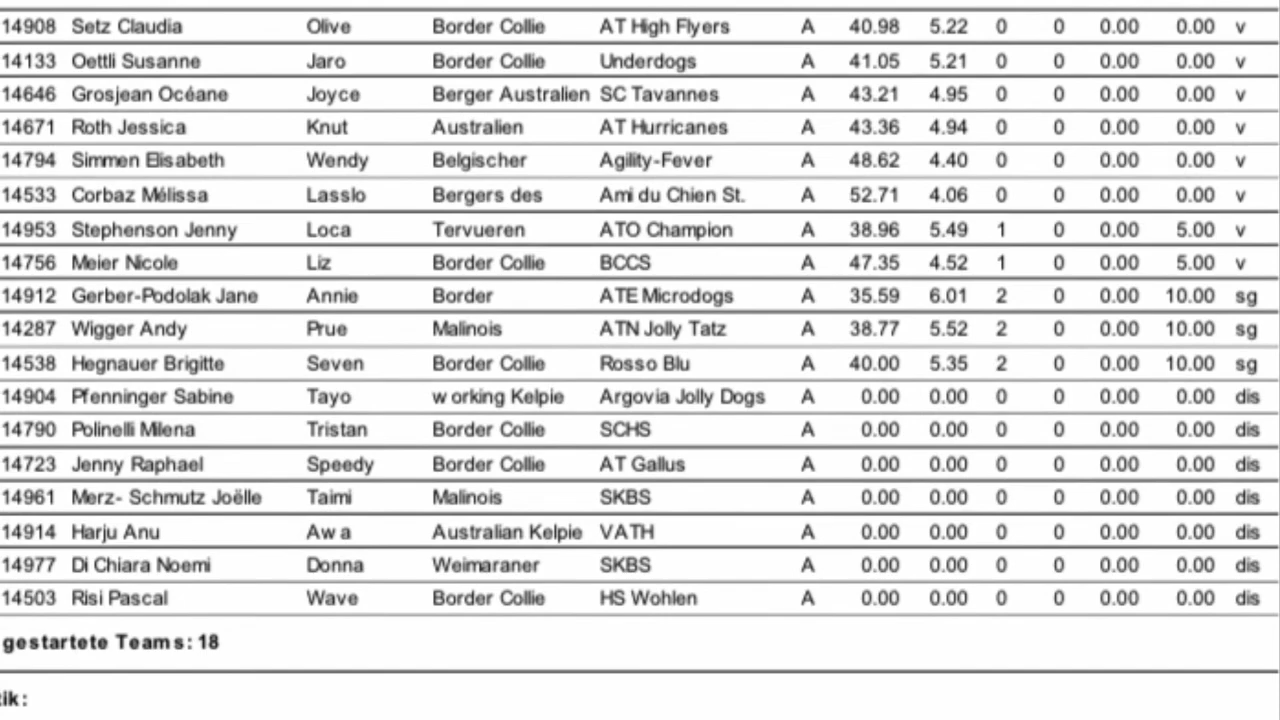 14908 Setz Claudia Olive Border Collie AT High Flyers A 40.98 5.22 0 0 0.00 0.00 v
14133 Oettli Susanne Jaro Border Collie Underdogs A 41.05 5.21 0 0 0.00 0.00 v
14646 Grosjean Océane Joyce Berger Australien SC Tavannes A 43.21 4.95 0 0 0.00 0.00 v
14671 Roth Jessica Knut Australien AT Hurricanes A 43.36 4.94 0 0 0.00 0.00 v
14794 Simmen Elisabeth Wendy Belgischer Agility-Fever A 48.62 4.40 0 0 0.00 0.00 v
14533 Corbaz Mélissa Lasslo Bergers des Ami du Chien St. A 52.71 4.06 0 0 0.00 0.00 v
14953 Stephenson Jenny Loca Tervueren ATO Champion A 38.96 5.49 1 0 0.00 5.00 v
14756 Meier Nicole Liz Border Collie BCCS A 47.35 4.52 1 0 0.00 5.00 v
14912 Gerber-Podolak Jane Annie Border ATE Microdogs A 35.59 6.01 2 0 0.00 10.00 sg
14287 Wigger Andy Prue Malinois ATN Jolly Tatz A 38.77 5.52 2 0 0.00 10.00 sg
14538 Hegnauer Brigitte Seven Border Collie Rosso Blu A 40.00 5.35 2 0 0.00 10.00 sg
14904 Pfenninger Sabine Tayo working Kelpie Argovia Jolly Dogs A 0.00 0.00 0 0 0.00 0.00 dis
14790 Polinelli Milena Tristan Border Collie SCHS A 0.00 0.00 0 0 0.00 0.00 dis
14723 Jenny Raphael Speedy Border Collie AT Gallus A 0.00 0.00 0 0 0.00 0.00 dis
14961 Merz- Schmutz Joëlle Taimi Malinois SKBS A 0.00 0.00 0 0 0.00 0.00 dis
14914 Harju Anu Awa Australian Kelpie VATH A 0.00 0.00 0 0 0.00 0.00 dis
14977 Di Chiara Noemi Donna Weimaraner SKBS A 0.00 0.00 0 0 0.00 0.00 dis
14503 Risi Pascal Wave Border Collie HS Wohlen A 0.00 0.00 0 0 0.00 0.00 dis
gestartete Teams: 18
tik: